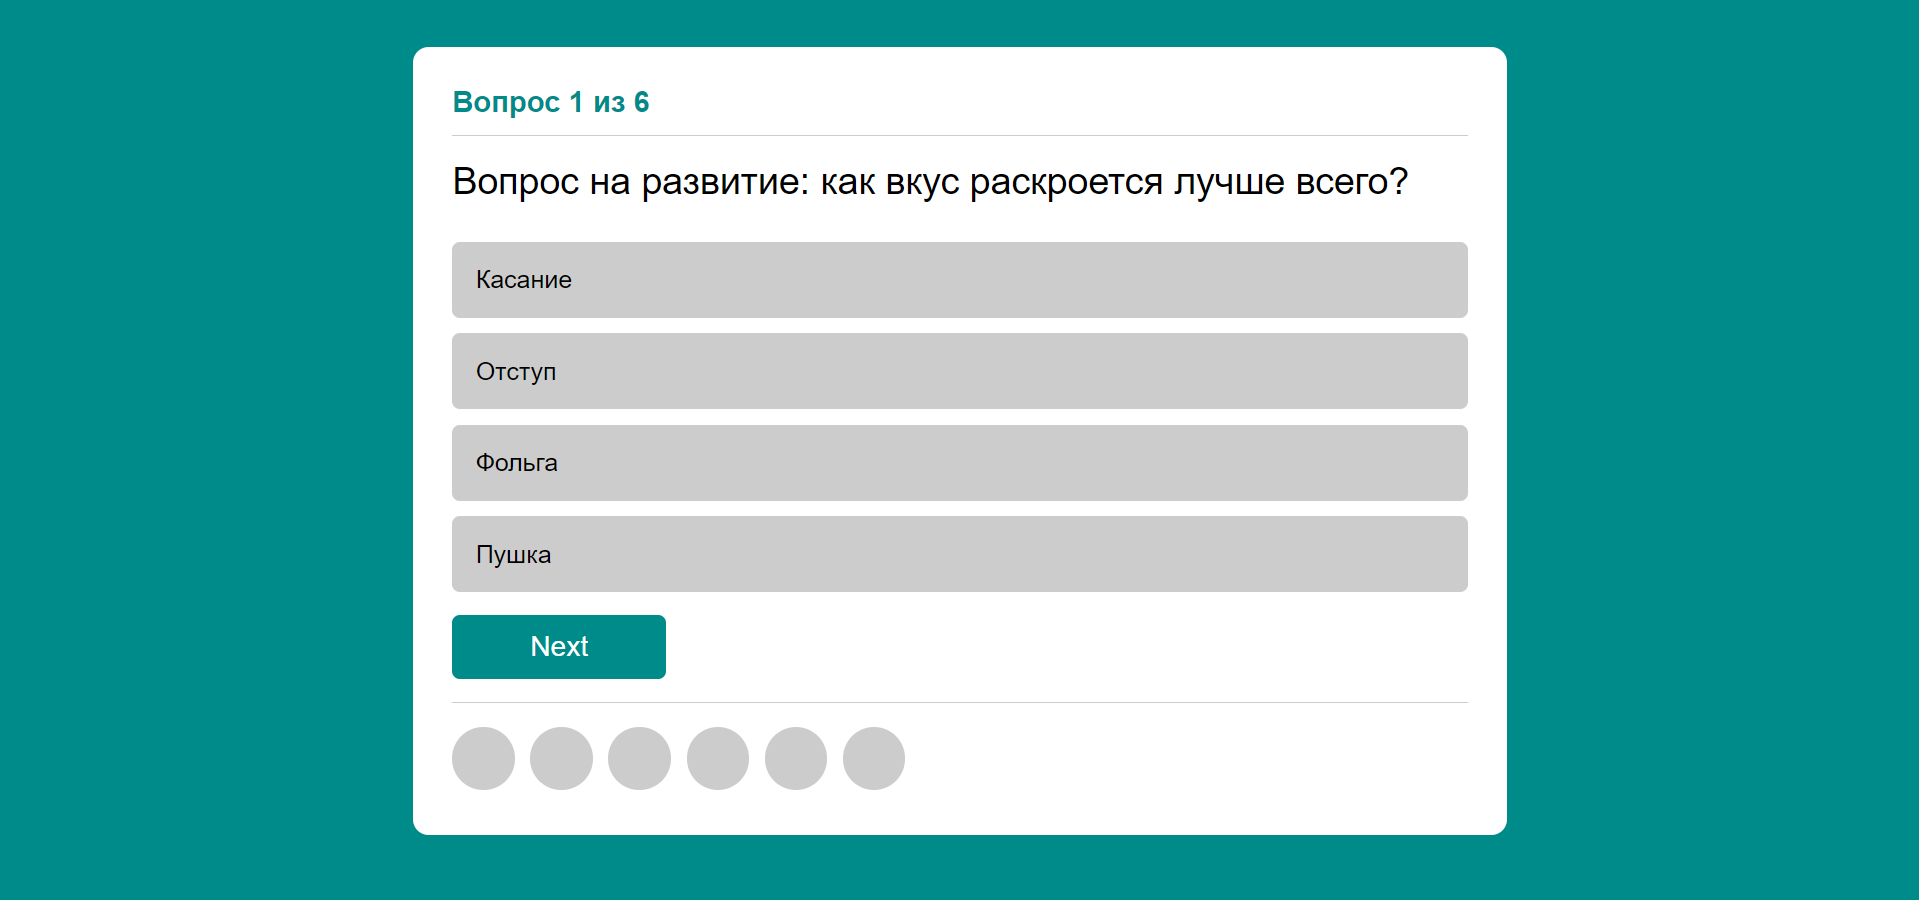 Вопрос 1 из 6
Вопрос на развитие: как вкус раскроется лучше всего?
Касание
Отступ
Фольга
Пушка
Next